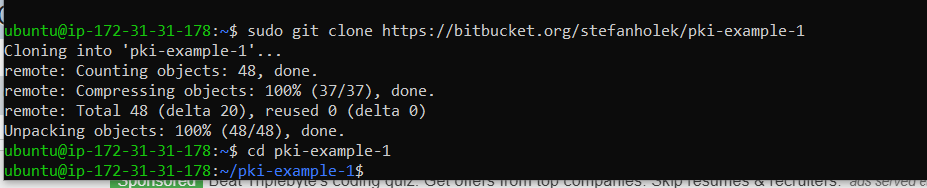 ubuntu@ip-172-31-31-178:~$ sudo git clone https://bitbucket.org/stefanholek/pki-example-1
Cloning into 'pki-example-1'...
remote: Counting objects: 48, done.
remote: Compressing objects: 100% (37/37), done.
remote: Total 48 (delta 20), reused 0 (delta 0)
Unpacking objects: 100% (48/48), done.
ubuntu@ip-172-31-31-178:~$ cd pki-example-1
ubuntu@ip-172-31-31-178:~/pki-example-1$
Sponsored Beat Triplebyte's coding quiz. Get offers from top companies. Skip resumes & recruiters. ads served